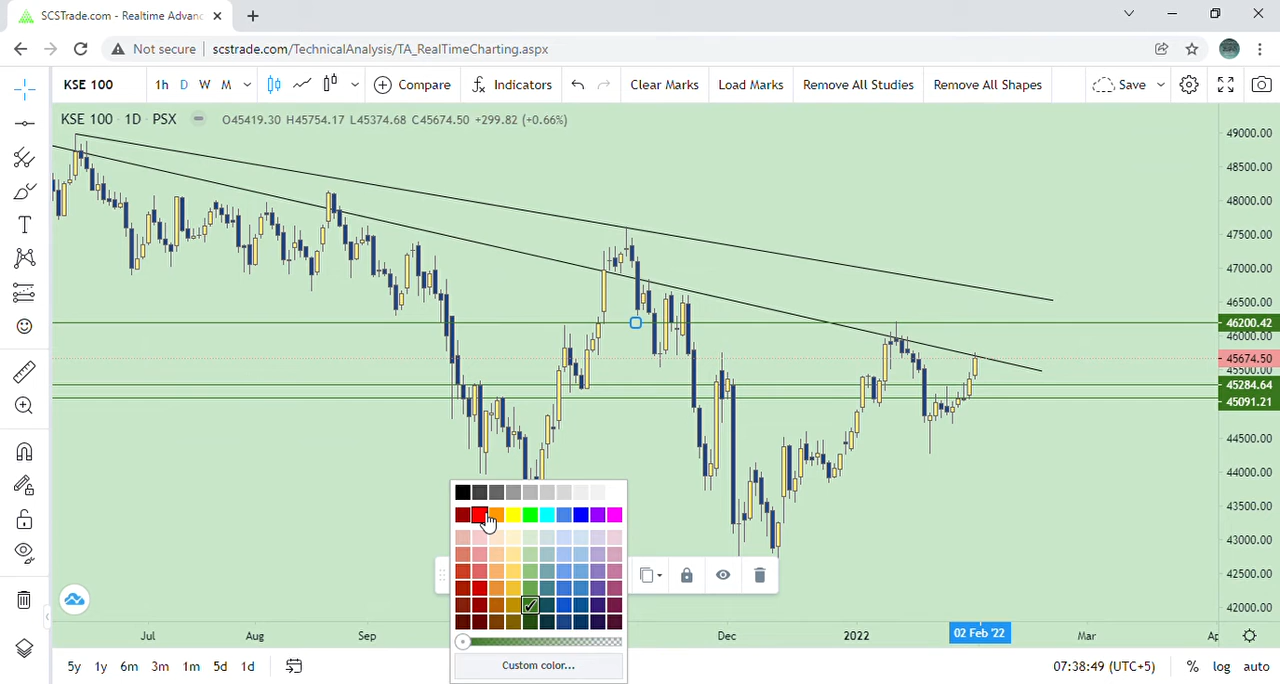 SCSTrade.com - Realtime Advanc
Not secure scstrade.com/TechnicalAnalysis/TA_RealTimeCharting.aspx
KSE 100 1h D W M Compare Indicators Clear Marks Load Marks Remove All Studies Remove All Shapes Save
KSE 100 · 1D · PSX O45419.30 H45754.17 L45374.68 C45674.50 +299.82 (+0.66%)
49000.00
48500.00
48000.00
47500.00
47000.00
46500.00
46200.42
46000.00
45674.50
45500.00
45284.64
45091.21
44500.00
44000.00
43500.00
43000.00
42500.00
42000.00
Jul Aug Sep Dec 2022 02 Feb '22 Mar Ap
Custom color...
5y 1y 6m 3m 1m 5d 1d 07:38:49 (UTC+5) % log auto